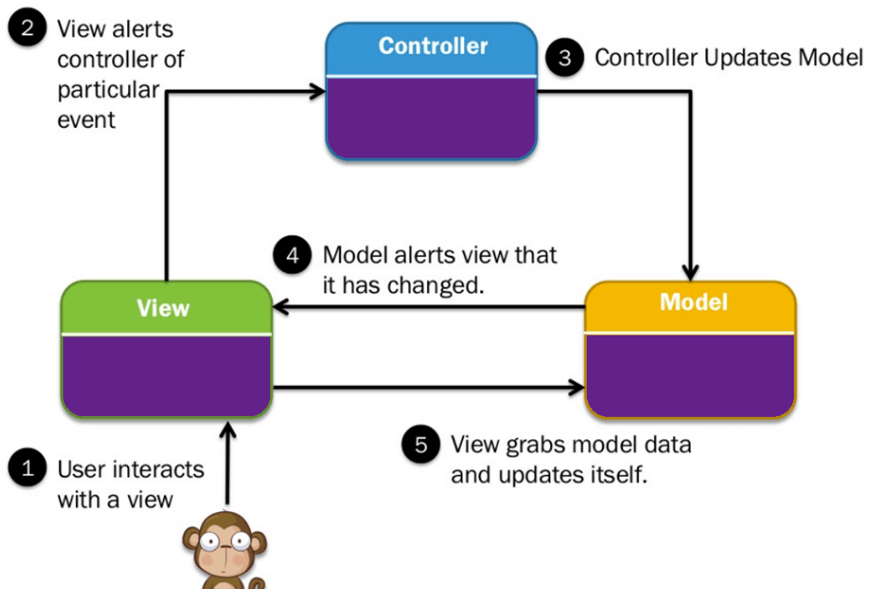 2
View alerts
controller of
particular
event
Controller
3
Controller Updates Model
4
Model alerts view that
it has changed.
View
Model
5
View grabs model data
and updates itself.
1
User interacts
with a view